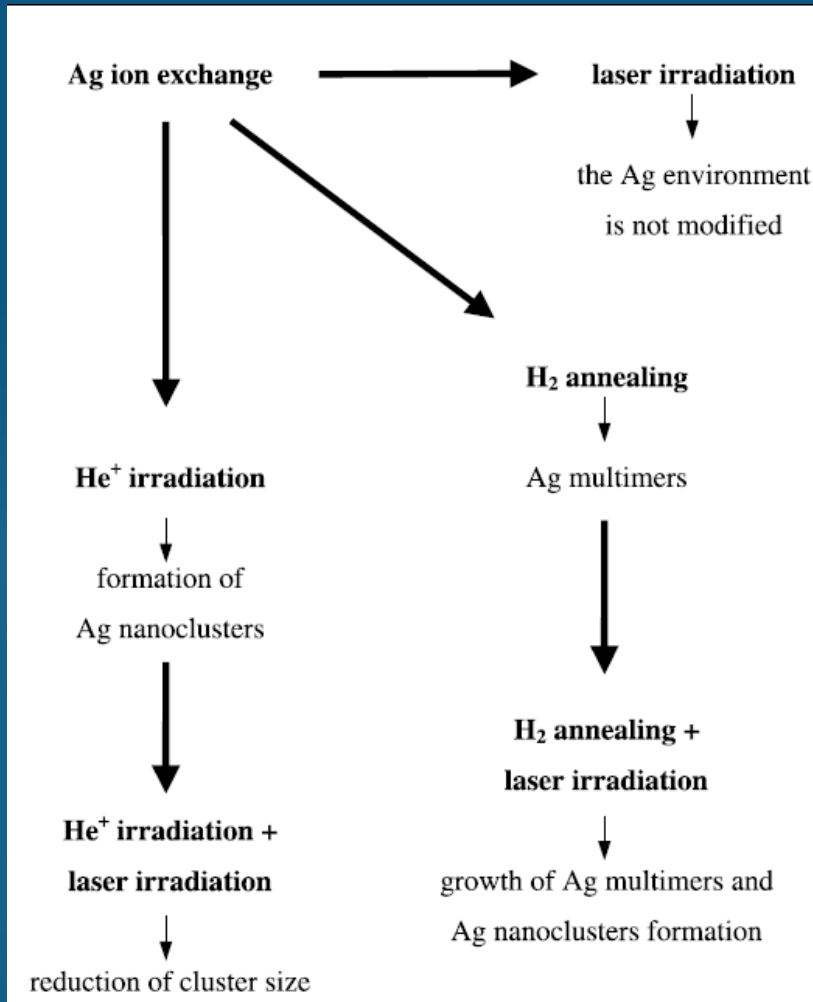 Ag ion exchange
laser irradiation
the Ag environment
is not modified
H₂ annealing
Ag multimers
He⁺ irradiation
formation of
Ag nanoclusters
H₂ annealing +
laser irradiation
growth of Ag multimers and
Ag nanoclusters formation
He⁺ irradiation +
laser irradiation
reduction of cluster size